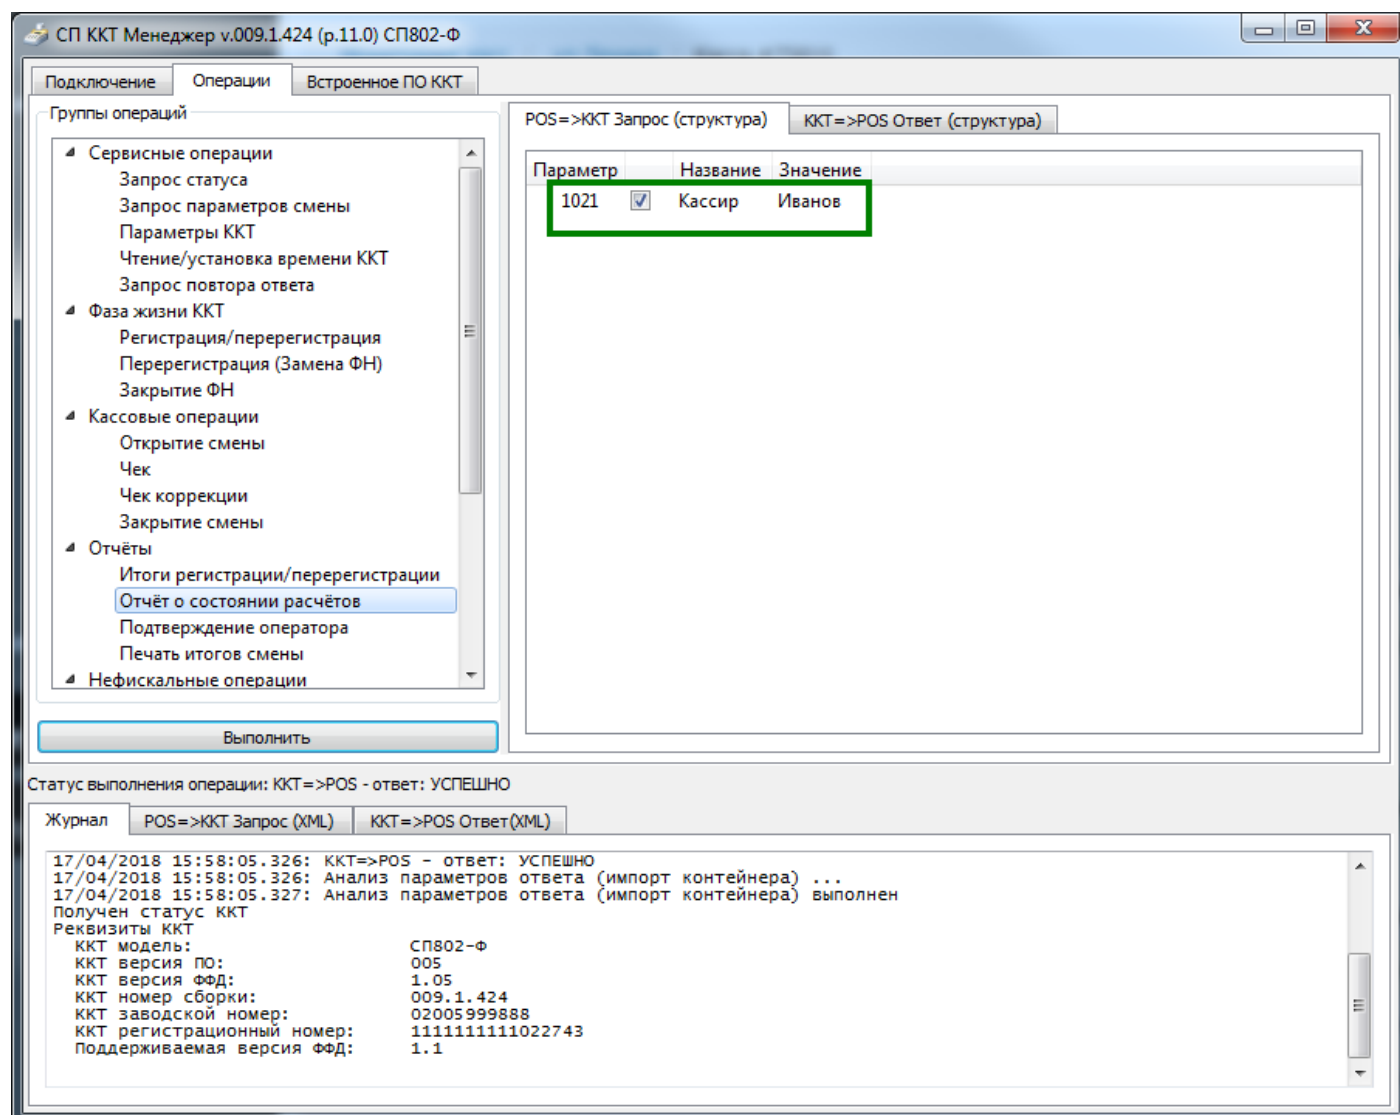 СП ККТ Менеджер v.009.1.424 (p.11.0) СП802-Ф
Подключение Операции Встроенное ПО ККТ
Группы операций
Сервисные операции
Запрос статуса
Запрос параметров смены
Параметры ККТ
Чтение/установка времени ККТ
Запрос повтора ответа
Фаза жизни ККТ
Регистрация/перерегистрация
Перерегистрация (Замена ФН)
Закрытие ФН
Кассовые операции
Открытие смены
Чек
Чек коррекции
Закрытие смены
Отчёты
Итоги регистрации/перерегистрации
Отчёт о состоянии расчётов
Подтверждение оператора
Печать итогов смены
Нефискальные операции
Выполнить
POS=>ККТ Запрос (структура) ККТ=>POS Ответ (структура)
Параметр Название Значение
1021 Кассир Иванов
Статус выполнения операции: ККТ=>POS - ответ: УСПЕШНО
Журнал POS=>ККТ Запрос (XML) ККТ=>POS Ответ(XML)
17/04/2018 15:58:05.326: ККТ=>POS - ответ: УСПЕШНО
17/04/2018 15:58:05.326: Анализ параметров ответа (импорт контейнера) ...
17/04/2018 15:58:05.327: Анализ параметров ответа (импорт контейнера) выполнен
Получен статус ККТ
Реквизиты ККТ
ККТ модель: СП802-Ф
ККТ версия ПО: 005
ККТ версия ФФД: 1.05
ККТ номер сборки: 009.1.424
ККТ заводской номер: 02005999888
ККТ регистрационный номер: 1111111111022743
Поддерживаемая версия ФФД: 1.1